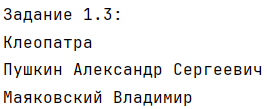 Задание 1.3:
Клеопатра
Пушкин Александр Сергеевич
Маяковский Владимир